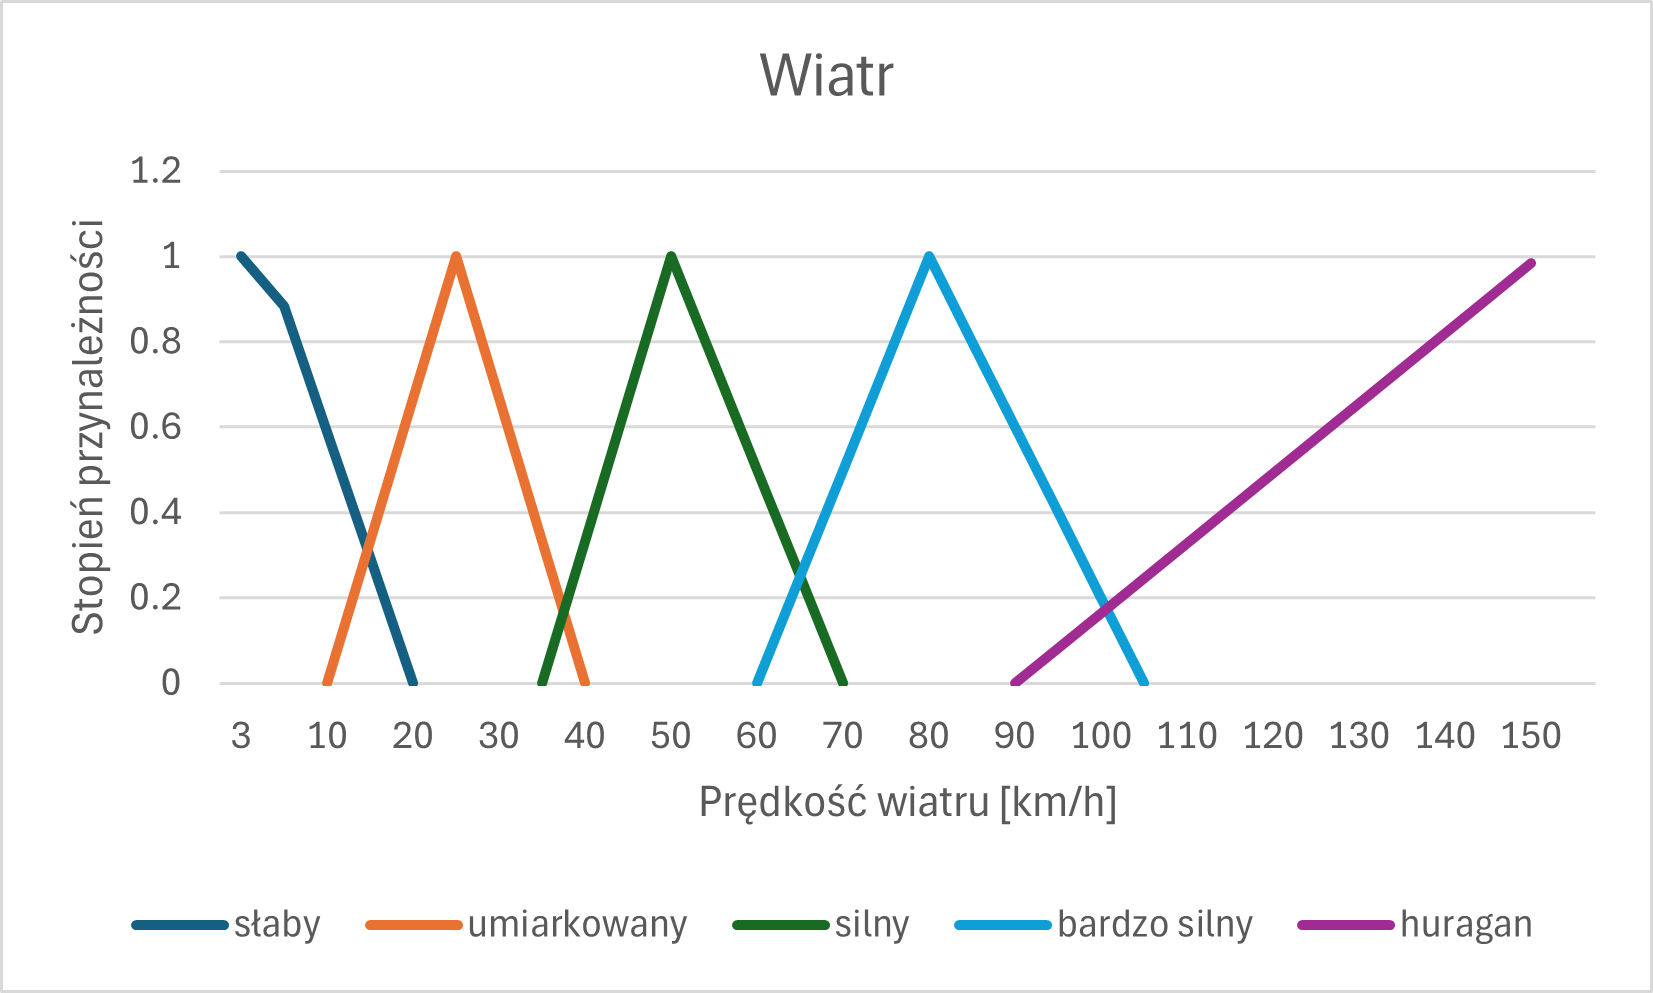 Wiatr
1.2
1
0.8
0.6
0.4
0.2
0
Stopień przynależności
3 10 20 30 40 50 60 70 80 90 100 110 120 130 140 150
Prędkość wiatru [km/h]
słaby umiarkowany silny bardzo silny huragan